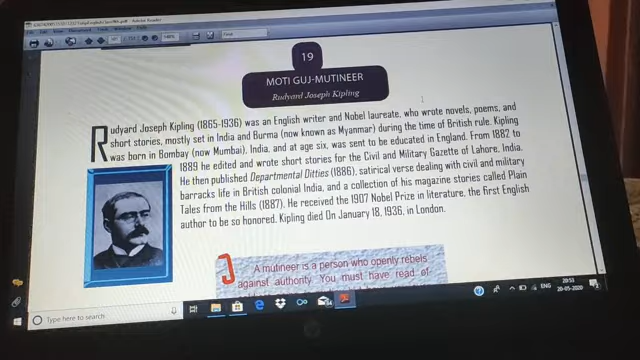 Adobe Reader
19
MOTI GUJ-MUTINEER
Rudyard Joseph Kipling
Rudyard Joseph Kipling (1865-1936) was an English writer and Nobel laureate, who wrote novels, poems, and
short stories, mostly set in India and Burma (now known as Myanmar) during the time of British rule. Kipling
was born in Bombay (now Mumbai), India, and at age six, was sent to be educated in England. From 1882 to
1889 he edited and wrote short stories for the Civil and Military Gazette of Lahore, India.
He then published Departmental Ditties (1886), satirical verse dealing with civil and military
barracks life in British colonial India, and a collection of his magazine stories called Plain
Tales from the Hills (1887). He received the 1907 Nobel Prize in literature, the first English
author to be so honored. Kipling died On January 18, 1936, in London.
A mutineer is a person who openly rebels
against authority. You must have read of
Type here to search
ENG
20:53
20-05-2020